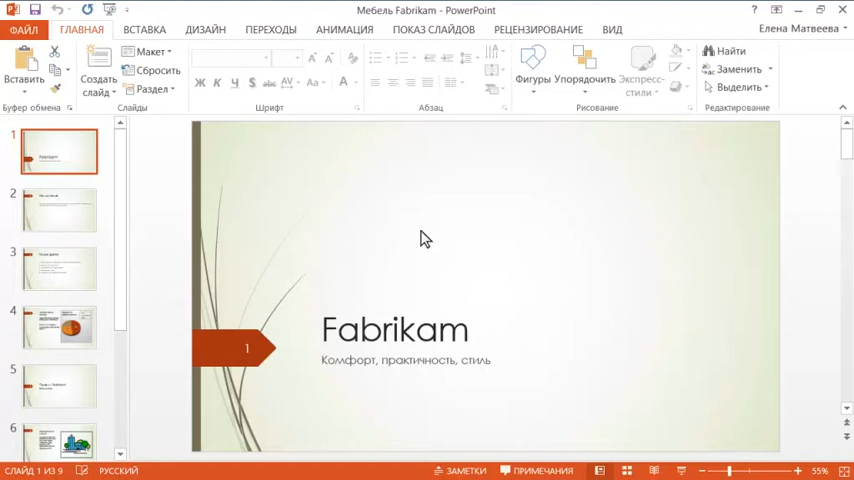 Мебель Fabrikam - PowerPoint
ФАЙЛ ГЛАВНАЯ ВСТАВКА ДИЗАЙН ПЕРЕХОДЫ АНИМАЦИЯ ПОКАЗ СЛАЙДОВ РЕЦЕНЗИРОВАНИЕ ВИД Елена Матвеева
Вставить
Буфер обмена
Создать слайд
Макет
Сбросить
Раздел
Слайды
Ж К Ч S abc AV Aa A
Шрифт
Абзац
Фигуры
Упорядочить
Экспресс-стили
Рисование
Найти
Заменить
Выделить
Редактирование
1
2
3
4
5
6
Fabrikam
1
Комфорт, практичность, стиль
СЛАЙД 1 ИЗ 9 РУССКИЙ ЗАМЕТКИ ПРИМЕЧАНИЯ 55%